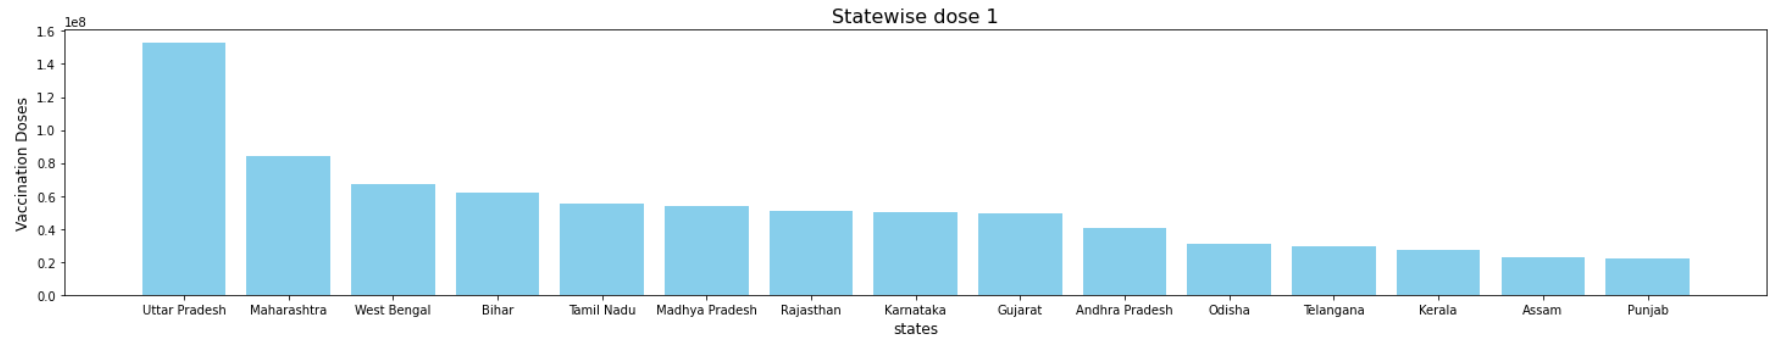 Statewise dose 1
1e8
1.6
1.4
1.2
1.0
0.8
0.6
0.4
0.2
0.0
Vaccination Doses
Uttar Pradesh Maharashtra West Bengal Bihar Tamil Nadu Madhya Pradesh Rajasthan Karnataka Gujarat Andhra Pradesh Odisha Telangana Kerala Assam Punjab
states